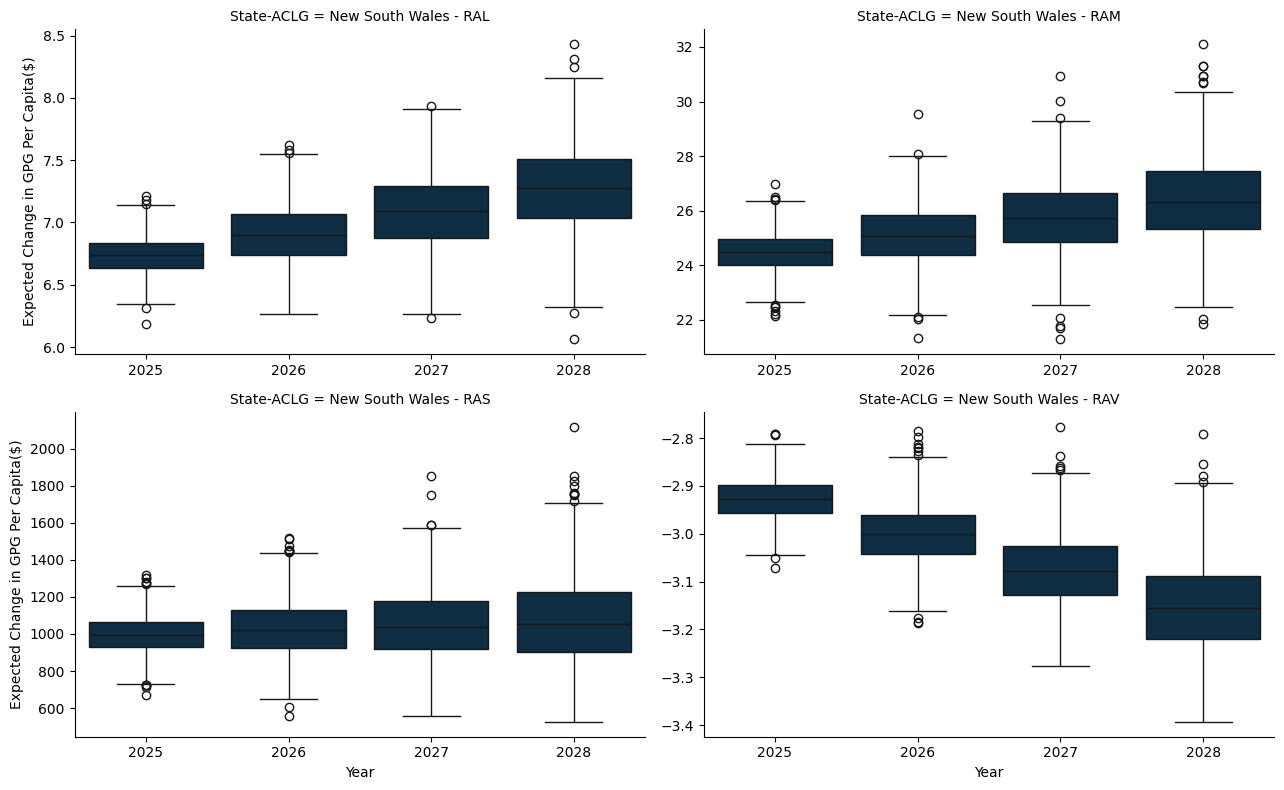 State-ACLG = New South Wales - RAL
Expected Change in GPG Per Capita($)
8.5
8.0
7.5
7.0
6.5
6.0
2025 2026 2027 2028
State-ACLG = New South Wales - RAM
32
30
28
26
24
22
2025 2026 2027 2028
State-ACLG = New South Wales - RAS
Expected Change in GPG Per Capita($)
2000
1800
1600
1400
1200
1000
800
600
2025 2026 2027 2028
Year
State-ACLG = New South Wales - RAV
−2.8
−2.9
−3.0
−3.1
−3.2
−3.3
−3.4
2025 2026 2027 2028
Year